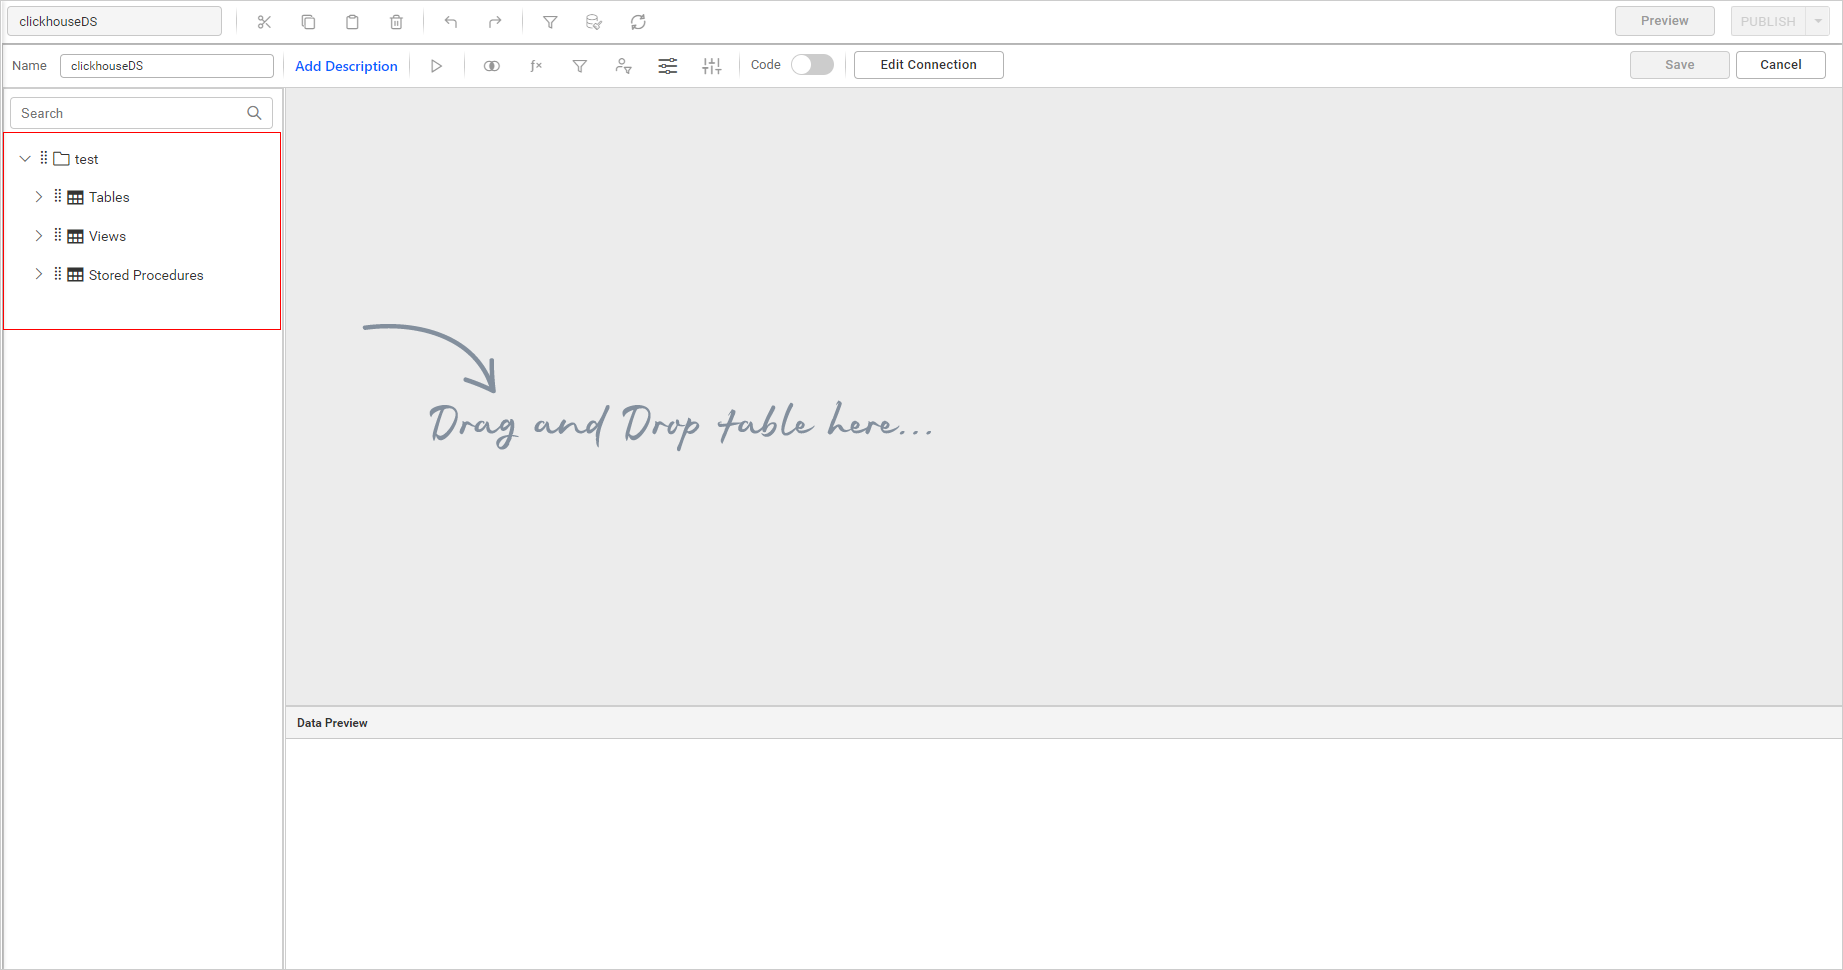 clickhouseDS
Preview
PUBLISH
Name
clickhouseDS
Add Description
ƒx
Code
Edit Connection
Save
Cancel
Search
test
Tables
Views
Stored Procedures
Drag and Drop table here...
Data Preview